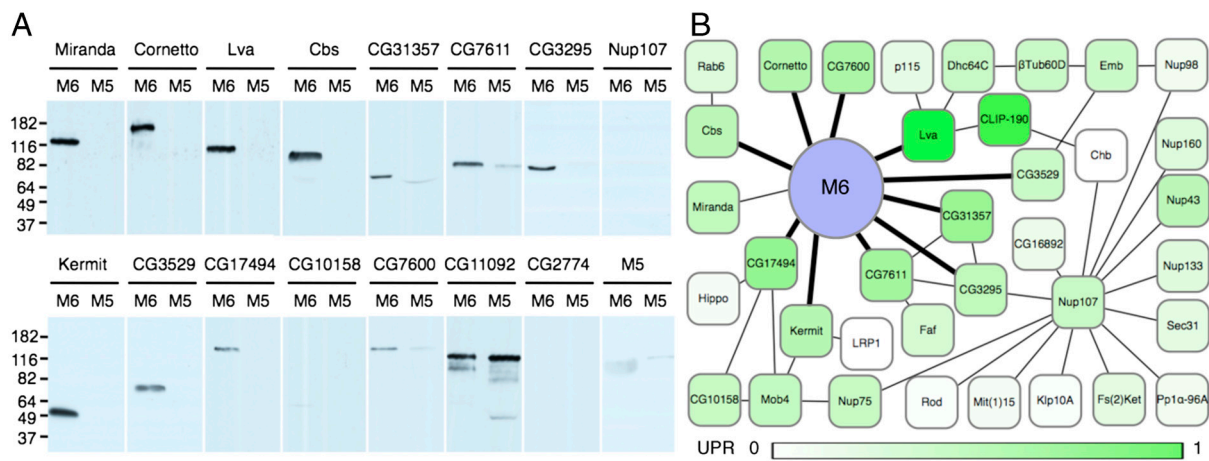 A
B
Miranda Cornetto Lva Cbs CG31357 CG7611 CG3295 Nup107
M6 M5 M6 M5 M6 M5 M6 M5 M6 M5 M6 M5 M6 M5 M6 M5
182
116
82
64
49
37
Kermit CG3529 CG17494 CG10158 CG7600 CG11092 CG2774 M5
M6 M5 M6 M5 M6 M5 M6 M5 M6 M5 M6 M5 M6 M5 M6 M5
182
116
82
64
49
37
Rab6 Cornetto CG7600 p115 Dhc64C βTub60D Emb Nup98
Cbs Lva CLIP-190 Chb Nup160
M6 CG3529
Miranda CG31357 Nup43
CG17494 CG7611 CG16892 Nup133
Hippo CG3295 Nup107
Kermit LRP1 Faf Sec31
CG10158 Mob4 Nup75 Rod Mit(1)15 Klp10A Fs(2)Ket Pp1α-96A
UPR 0 1